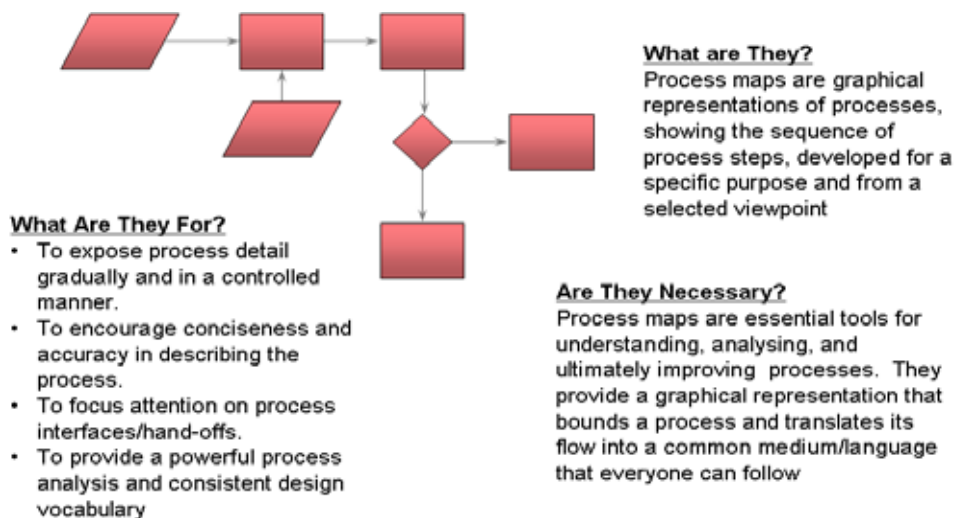 What are They?
Process maps are graphical
representations of processes,
showing the sequence of
process steps, developed for a
specific purpose and from a
selected viewpoint
What Are They For?
• To expose process detail
gradually and in a controlled
manner.
• To encourage conciseness and
accuracy in describing the
process.
• To focus attention on process
interfaces/hand-offs.
• To provide a powerful process
analysis and consistent design
vocabulary
Are They Necessary?
Process maps are essential tools for
understanding, analysing, and
ultimately improving  processes.  They
provide a graphical representation that
bounds a process and translates its
flow into a common medium/language
that everyone can follow